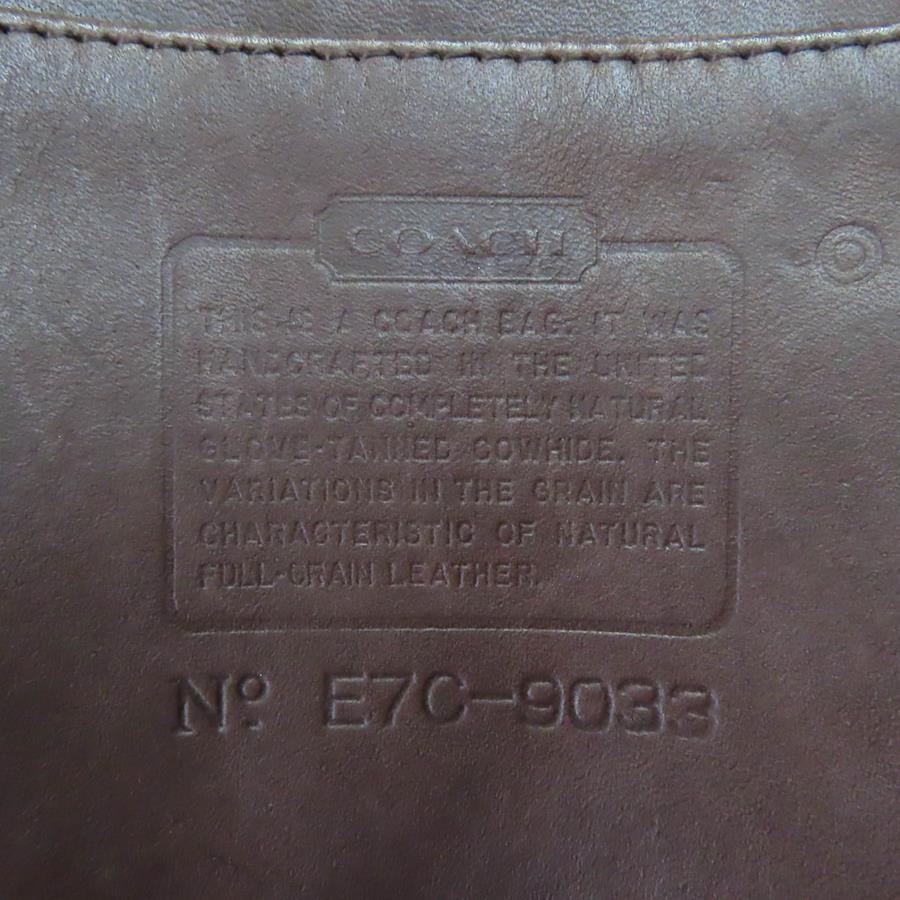 COACH
THIS IS A COACH BAG. IT WAS
HANDCRAFTED IN THE UNITED
STATES OF COMPLETELY NATURAL
GLOVE-TANNED COWHIDE. THE
VARIATIONS IN THE GRAIN ARE
CHARACTERISTIC OF NATURAL
FULL-GRAIN LEATHER.
Nº E7C-9033